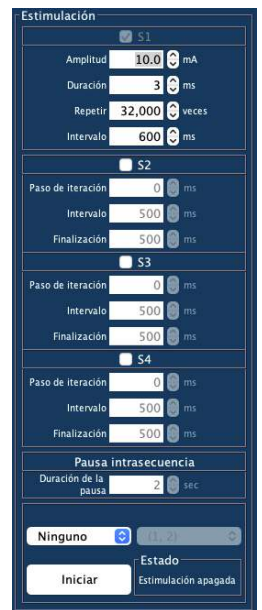 Estimulación
S1
Amplitud 10.0 mA
Duración 3 ms
Repetir 32,000 veces
Intervalo 600 ms
S2
Paso de iteración 0 ms
Intervalo 500 ms
Finalización 500 ms
S3
Paso de iteración 0 ms
Intervalo 500 ms
Finalización 500 ms
S4
Paso de iteración 0 ms
Intervalo 500 ms
Finalización 500 ms
Pausa intrasecuencia
Duración de la
pausa 2 sec
Ninguno (1, 2)
Estado
Iniciar Estimulación apagada